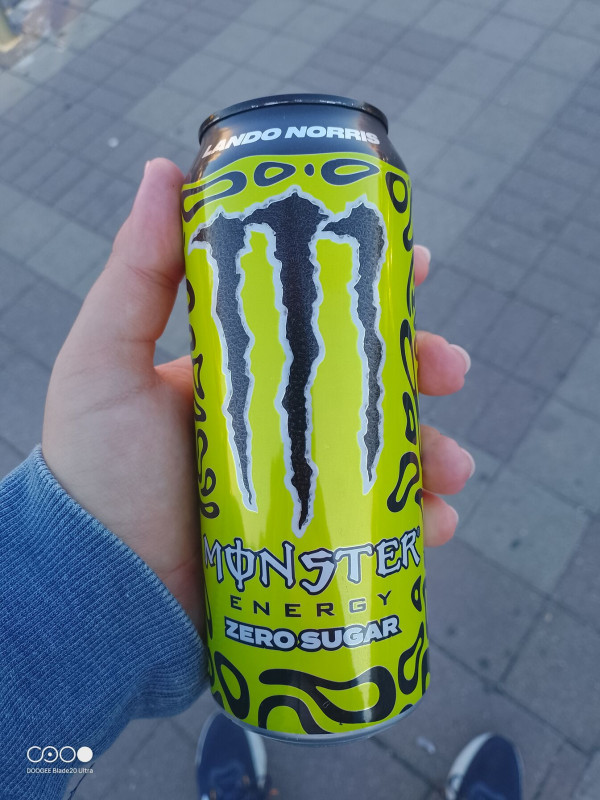 LANDO NORRIS
MONSTER
ENERGY
ZERO SUGAR
DOOGEE Blade20 Ultra